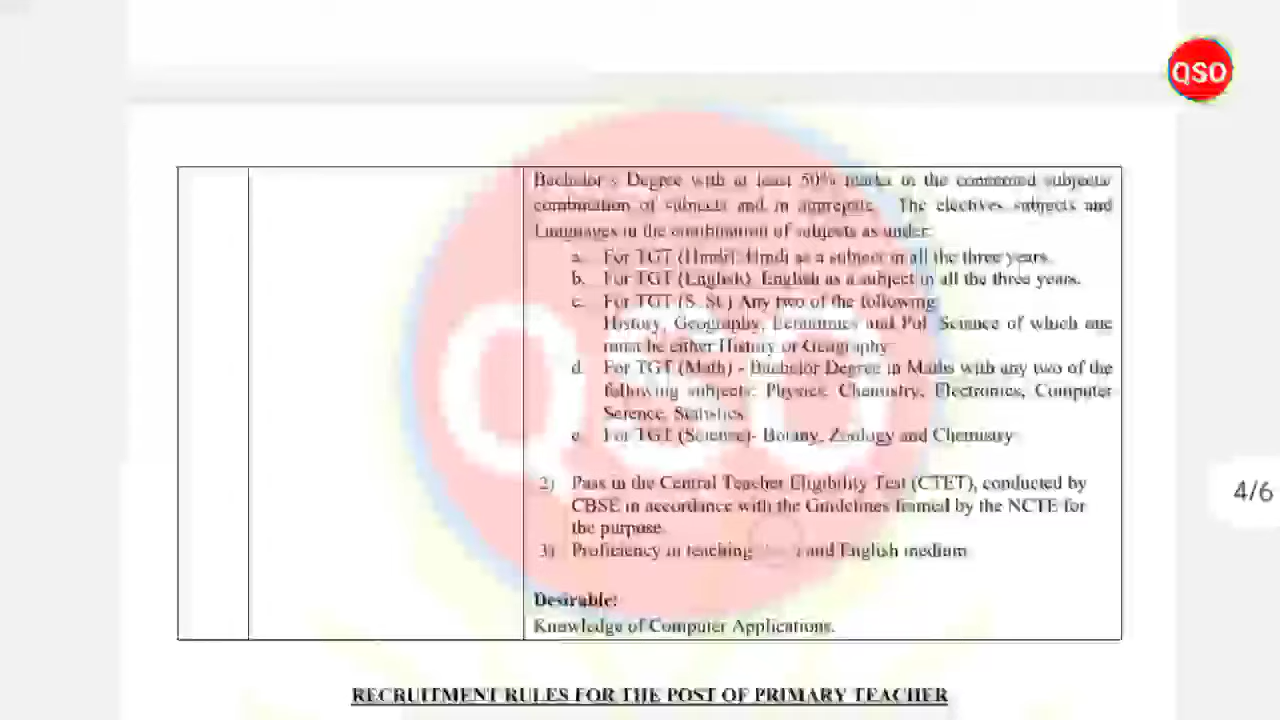 QSO
Bachelor's Degree with at least 50% marks in the concerned subjects/
combination of subjects and in aggregate. The electives subjects and
Languages in the combination of subjects as under:
a. For TGT (Hindi): Hindi as a subject in all the three years.
b. For TGT (English): English as a subject in all the three years.
c. For TGT (S. St.) Any two of the following:
History, Geography, Economics and Pol. Science of which one
must be either History or Geography
d. For TGT (Math) - Bachelor Degree in Maths with any two of the
following subjects: Physics, Chemistry, Electronics, Computer
Science, Statistics.
e. For TGT (Science)- Botany, Zoology and Chemistry
2) Pass in the Central Teacher Eligibility Test (CTET), conducted by
CBSE in accordance with the Guidelines framed by the NCTE for
the purpose.
3) Proficiency in teaching and English medium
Desirable:
Knowledge of Computer Applications.
RECRUITMENT RULES FOR THE POST OF PRIMARY TEACHER
4/6
QSO